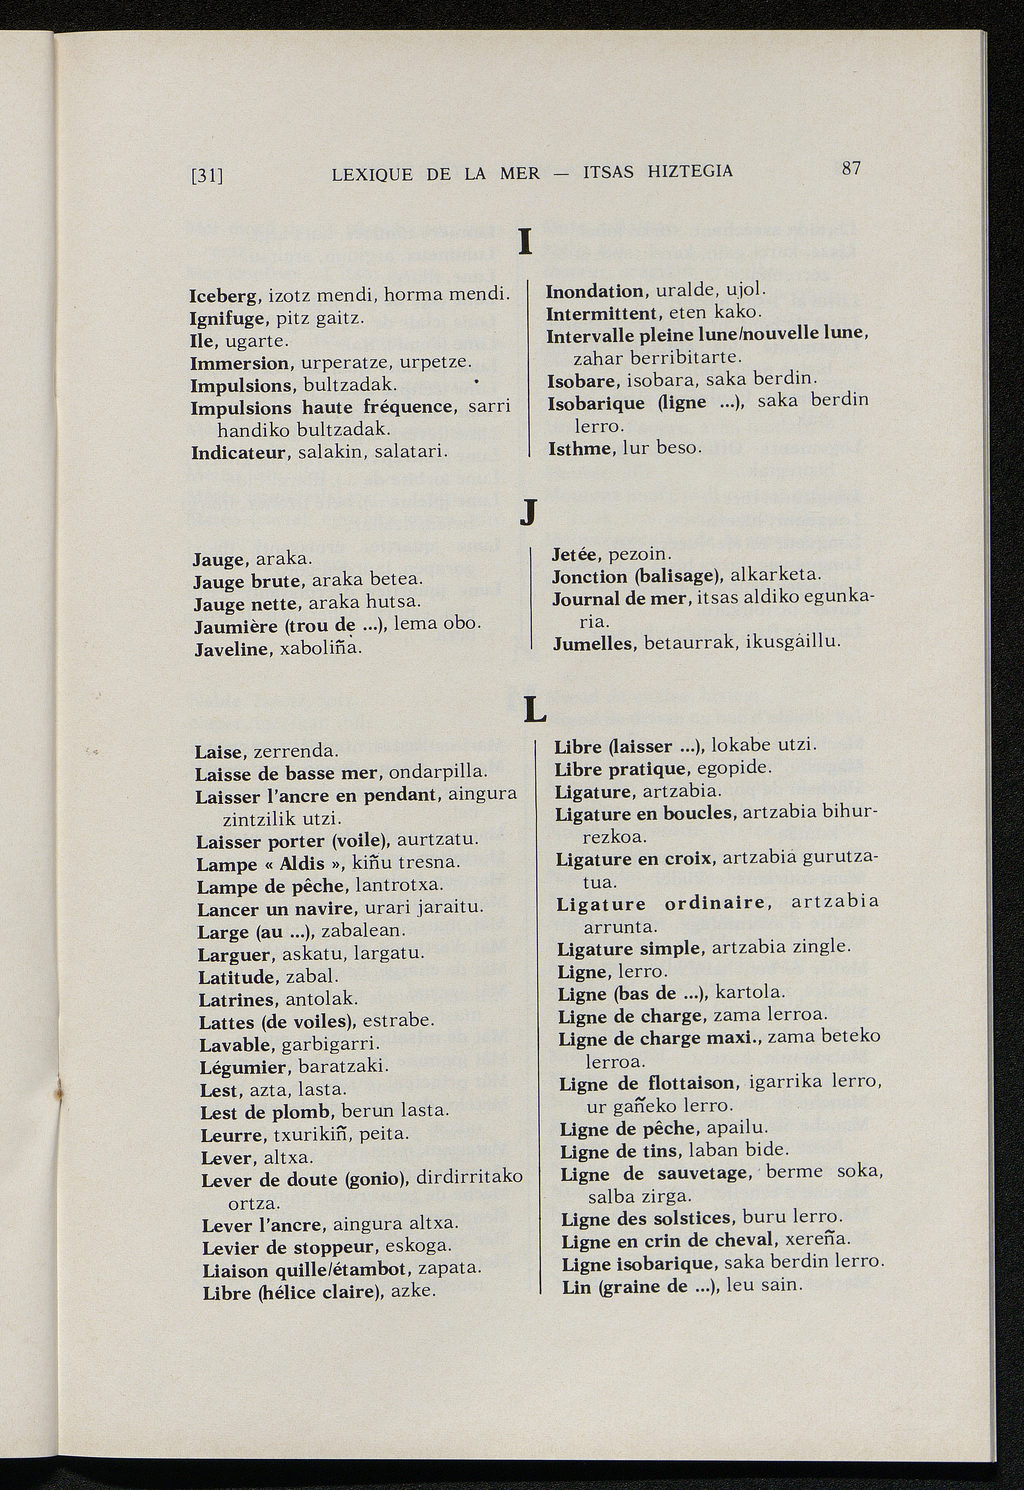 [31] LEXIQUE DE LA MER — ITSAS HIZTEGIA 87
I
Iceberg, izotz mendi, horma mendi.
Ignifuge, pitz gaitz.
Ile, ugarte.
Immersion, urperatze, urpetze.
Impulsions, bultzadak.
Impulsions haute fréquence, sarri
handiko bultzadak.
Indicateur, salakin, salatari.
Inondation, uralde, ujol.
Intermittent, eten kako.
Intervalle pleine lune/nouvelle lune,
zahar berribitarte.
Isobare, isobara, saka berdin.
Isobarique (ligne ...), saka berdin
lerro.
Isthme, lur beso.
J
Jauge, araka.
Jauge brute, araka betea.
Jauge nette, araka hutsa.
Jaumière (trou de ...), lema obo.
Javeline, xaboliña.
Jetée, pezoin.
Jonction (balisage), alkarketa.
Journal de mer, itsas aldiko egunka-
ria.
Jumelles, betaurrak, ikusgäillu.
L
Laise, zerrenda.
Laisse de basse mer, ondarpilla.
Laisser l'ancre en pendant, aingura
zintzilik utzi.
Laisser porter (voile), aurtzatu.
Lampe « Aldis », kiñu tresna.
Lampe de pêche, lantrotxa.
Lancer un navire, urari jaraitu.
Large (au ...), zabalean.
Larguer, askatu, largatu.
Latitude, zabal.
Latrines, antolak.
Lattes (de voiles), estrabe.
Lavable, garbigarri.
Légumier, baratzaki.
Lest, azta, lasta.
Lest de plomb, berun lasta.
Leurre, txurikiñ, peita.
Lever, altxa.
Lever de doute (gonio), dirdirritako
ortza.
Lever l'ancre, aingura altxa.
Levier de stoppeur, eskoga.
Liaison quille/étambot, zapata.
Libre (hélice claire), azke.
Libre (laisser ...), lokabe utzi.
Libre pratique, egopide.
Ligature, artzabia.
Ligature en boucles, artzabia bihur-
rezkoa.
Ligature en croix, artzabia gurutza-
tua.
Ligature ordinaire, artzabia
arrunta.
Ligature simple, artzabia zingle.
Ligne, lerro.
Ligne (bas de ...), kartola.
Ligne de charge, zama lerroa.
Ligne de charge maxi., zama beteko
lerroa.
Ligne de flottaison, igarrika lerro,
ur gañeko lerro.
Ligne de pêche, apailu.
Ligne de tins, laban bide.
Ligne de sauvetage, berme soka,
salba zirga.
Ligne des solstices, buru lerro.
Ligne en crin de cheval, xereña.
Ligne isobarique, saka berdin lerro.
Lin (graine de ...), leu sain.